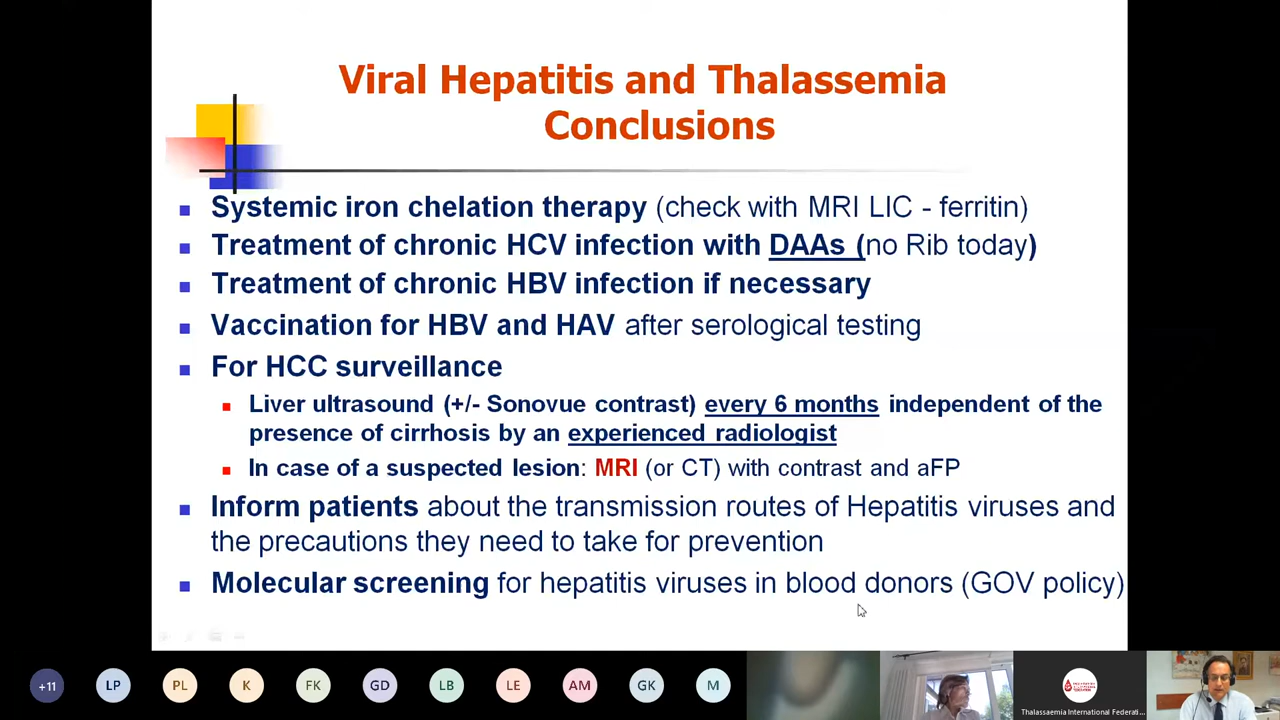 Viral Hepatitis and Thalassemia
Conclusions
Systemic iron chelation therapy (check with MRI LIC - ferritin)
Treatment of chronic HCV infection with DAAs (no Rib today)
Treatment of chronic HBV infection if necessary
Vaccination for HBV and HAV after serological testing
For HCC surveillance
Liver ultrasound (+/- Sonovue contrast) every 6 months independent of the
presence of cirrhosis by an experienced radiologist
In case of a suspected lesion: MRI (or CT) with contrast and aFP
Inform patients about the transmission routes of Hepatitis viruses and
the precautions they need to take for prevention
Molecular screening for hepatitis viruses in blood donors (GOV policy)
+11 LP PL K FK GD LB LE AM GK M
Thalassaemia International Federati...